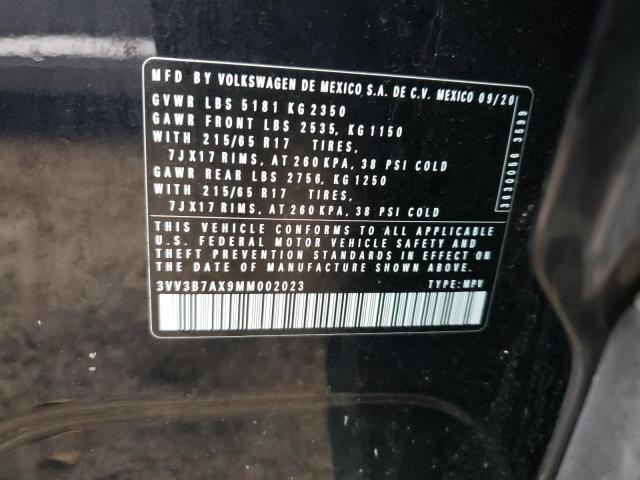 MFD BY VOLKSWAGEN DE MEXICO S.A. DE C.V. MEXICO 09/20
GVWR LBS 5181 KG 2350
GAWR FRONT LBS 2535, KG 1150
WITH 215/65 R17 TIRES,
7JX17 RIMS, AT 260 KPA, 38 PSI COLD
GAWR REAR LBS 2756, KG 1250
WITH 215/65 R17 TIRES,
7JX17 RIMS, AT 260 KPA, 38 PSI COLD
THIS VEHICLE CONFORMS TO ALL APPLICABLE
U.S. FEDERAL MOTOR VEHICLE SAFETY AND
THEFT PREVENTION STANDARDS IN EFFECT ON
THE DATE OF MANUFACTURE SHOWN ABOVE.
3VV3B7AX9MM002023 TYPE: MPV
3030050 3699